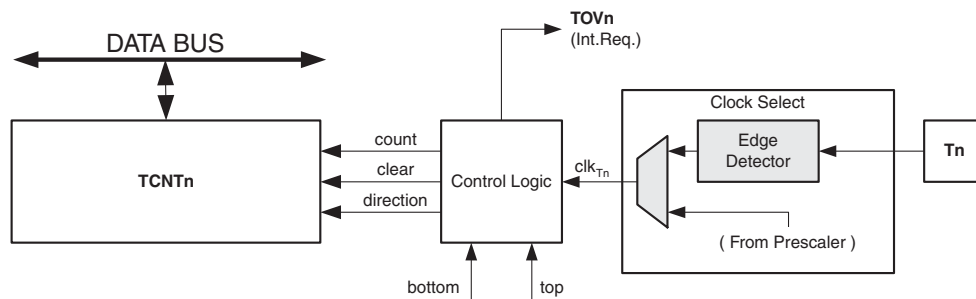 TOVn
(Int.Req.)
DATA BUS
Clock Select
count
Edge
Detector
Tn
TCNTn
clear
Control Logic
clkTn
direction
( From Prescaler )
bottom
top